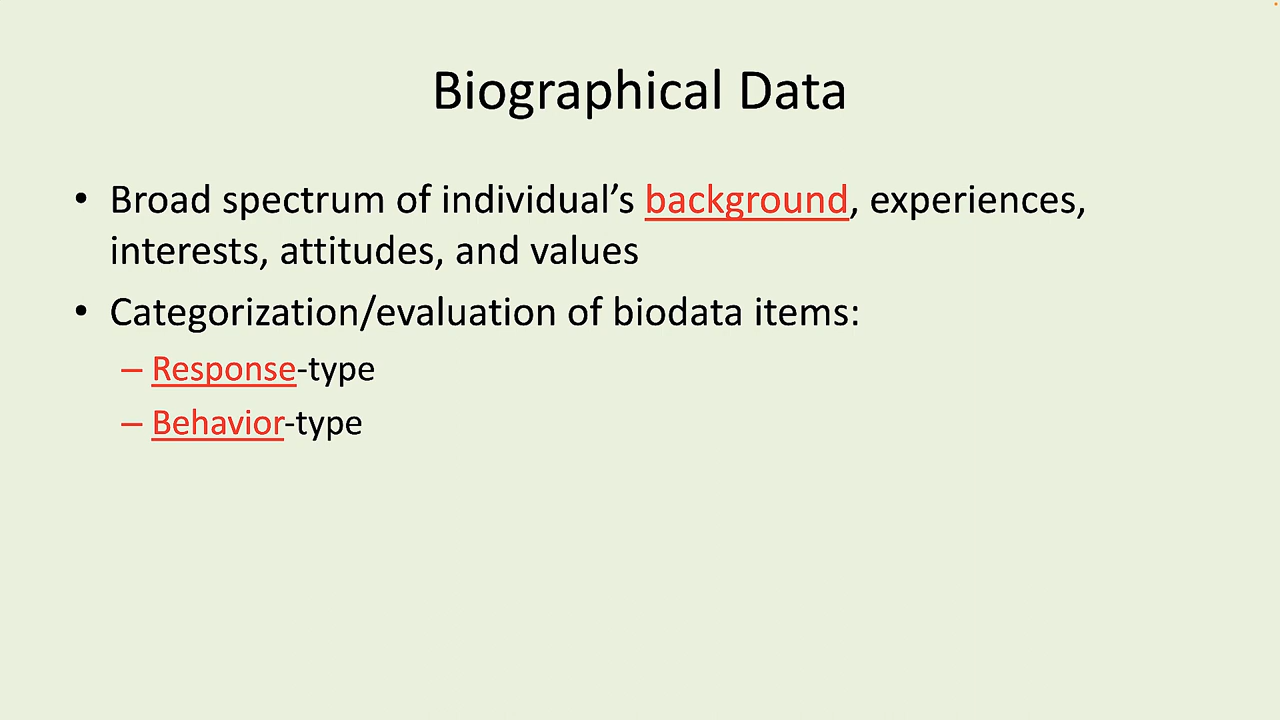 Biographical Data
• Broad spectrum of individual’s background, experiences,
interests, attitudes, and values
• Categorization/evaluation of biodata items:
– Response-type
– Behavior-type